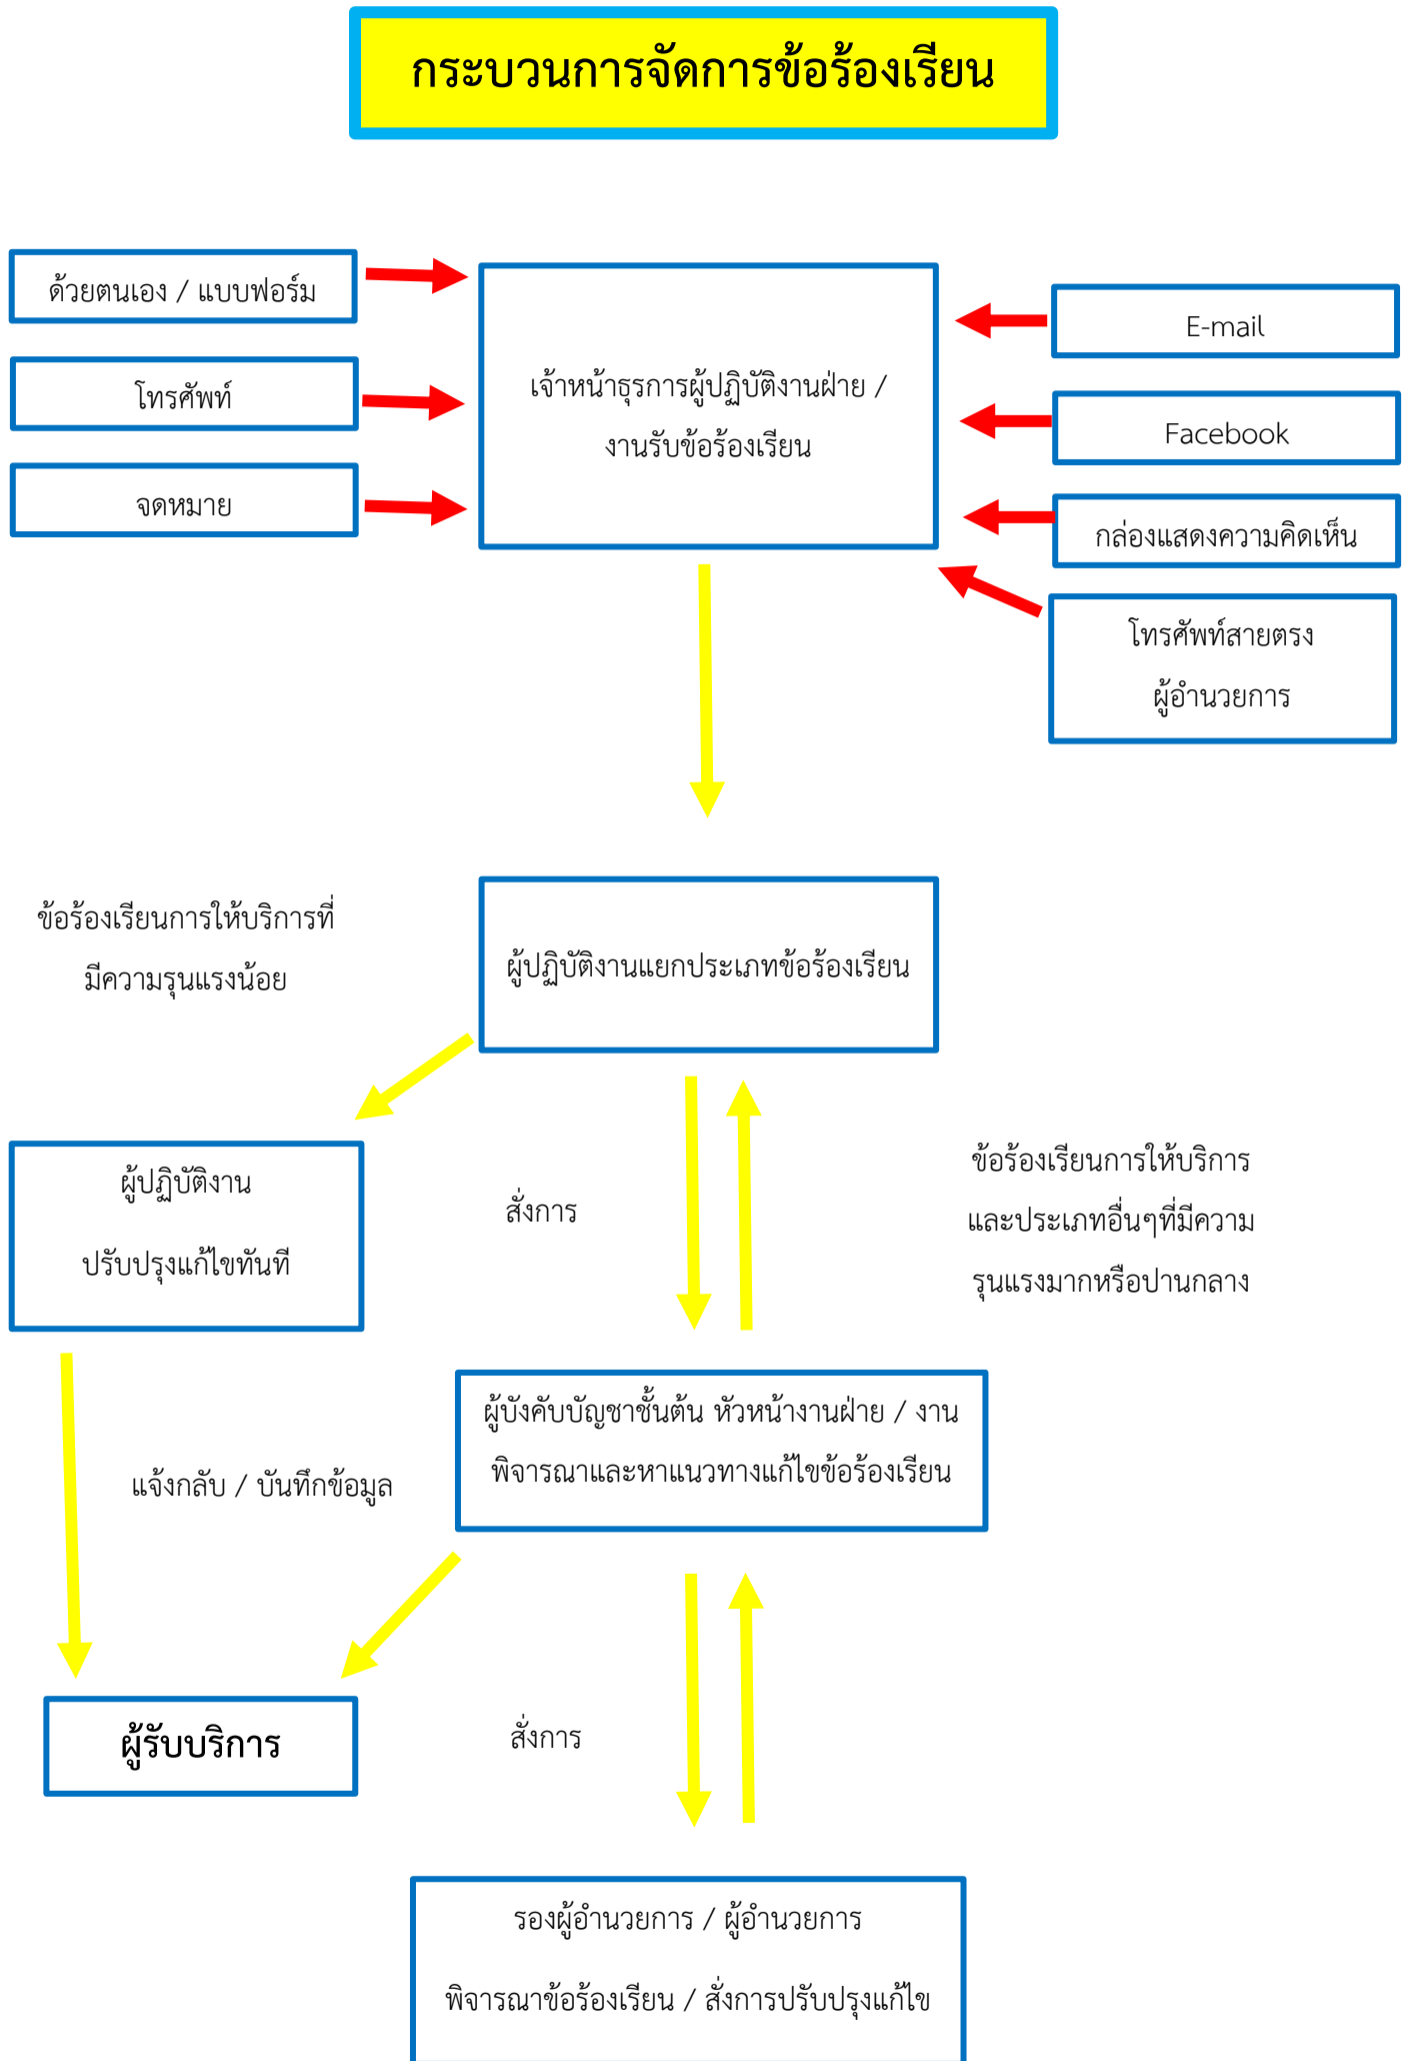 กระบวนการจัดการข้อร้องเรียน
ด้วยตนเอง / แบบฟอร์ม
โทรศัพท์
จดหมาย
เจ้าหน้าธุรการผู้ปฏิบัติงานฝ่าย /
งานรับข้อร้องเรียน
E-mail
Facebook
กล่องแสดงความคิดเห็น
โทรศัพท์สายตรง
ผู้อำนวยการ
ข้อร้องเรียนการให้บริการที่
มีความรุนแรงน้อย
ผู้ปฏิบัติงานแยกประเภทข้อร้องเรียน
ผู้ปฏิบัติงาน
ปรับปรุงแก้ไขทันที
สั่งการ
ข้อร้องเรียนการให้บริการ
และประเภทอื่นๆที่มีความ
รุนแรงมากหรือปานกลาง
ผู้บังคับบัญชาชั้นต้น หัวหน้างานฝ่าย / งาน
พิจารณาและหาแนวทางแก้ไขข้อร้องเรียน
แจ้งกลับ / บันทึกข้อมูล
ผู้รับบริการ
สั่งการ
รองผู้อำนวยการ / ผู้อำนวยการ
พิจารณาข้อร้องเรียน / สั่งการปรับปรุงแก้ไข